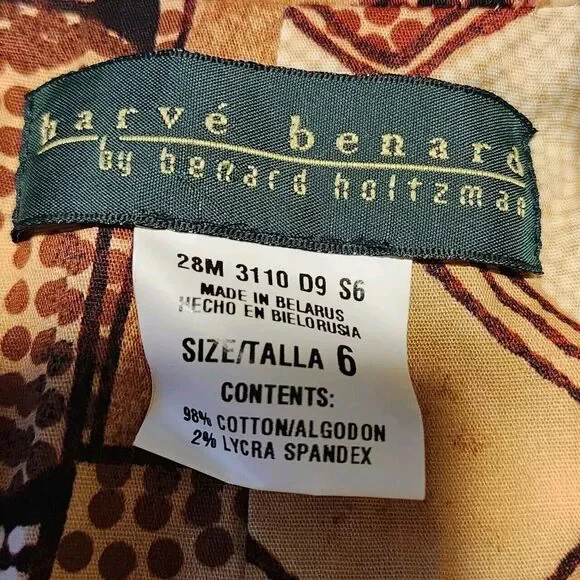 harvé benard
by benard holtzman
28M 3110 D9 S6
MADE IN BELARUS
HECHO EN BIELORUSIA
SIZE/TALLA 6
CONTENTS:
98% COTTON/ALGODON
2% LYCRA SPANDEX